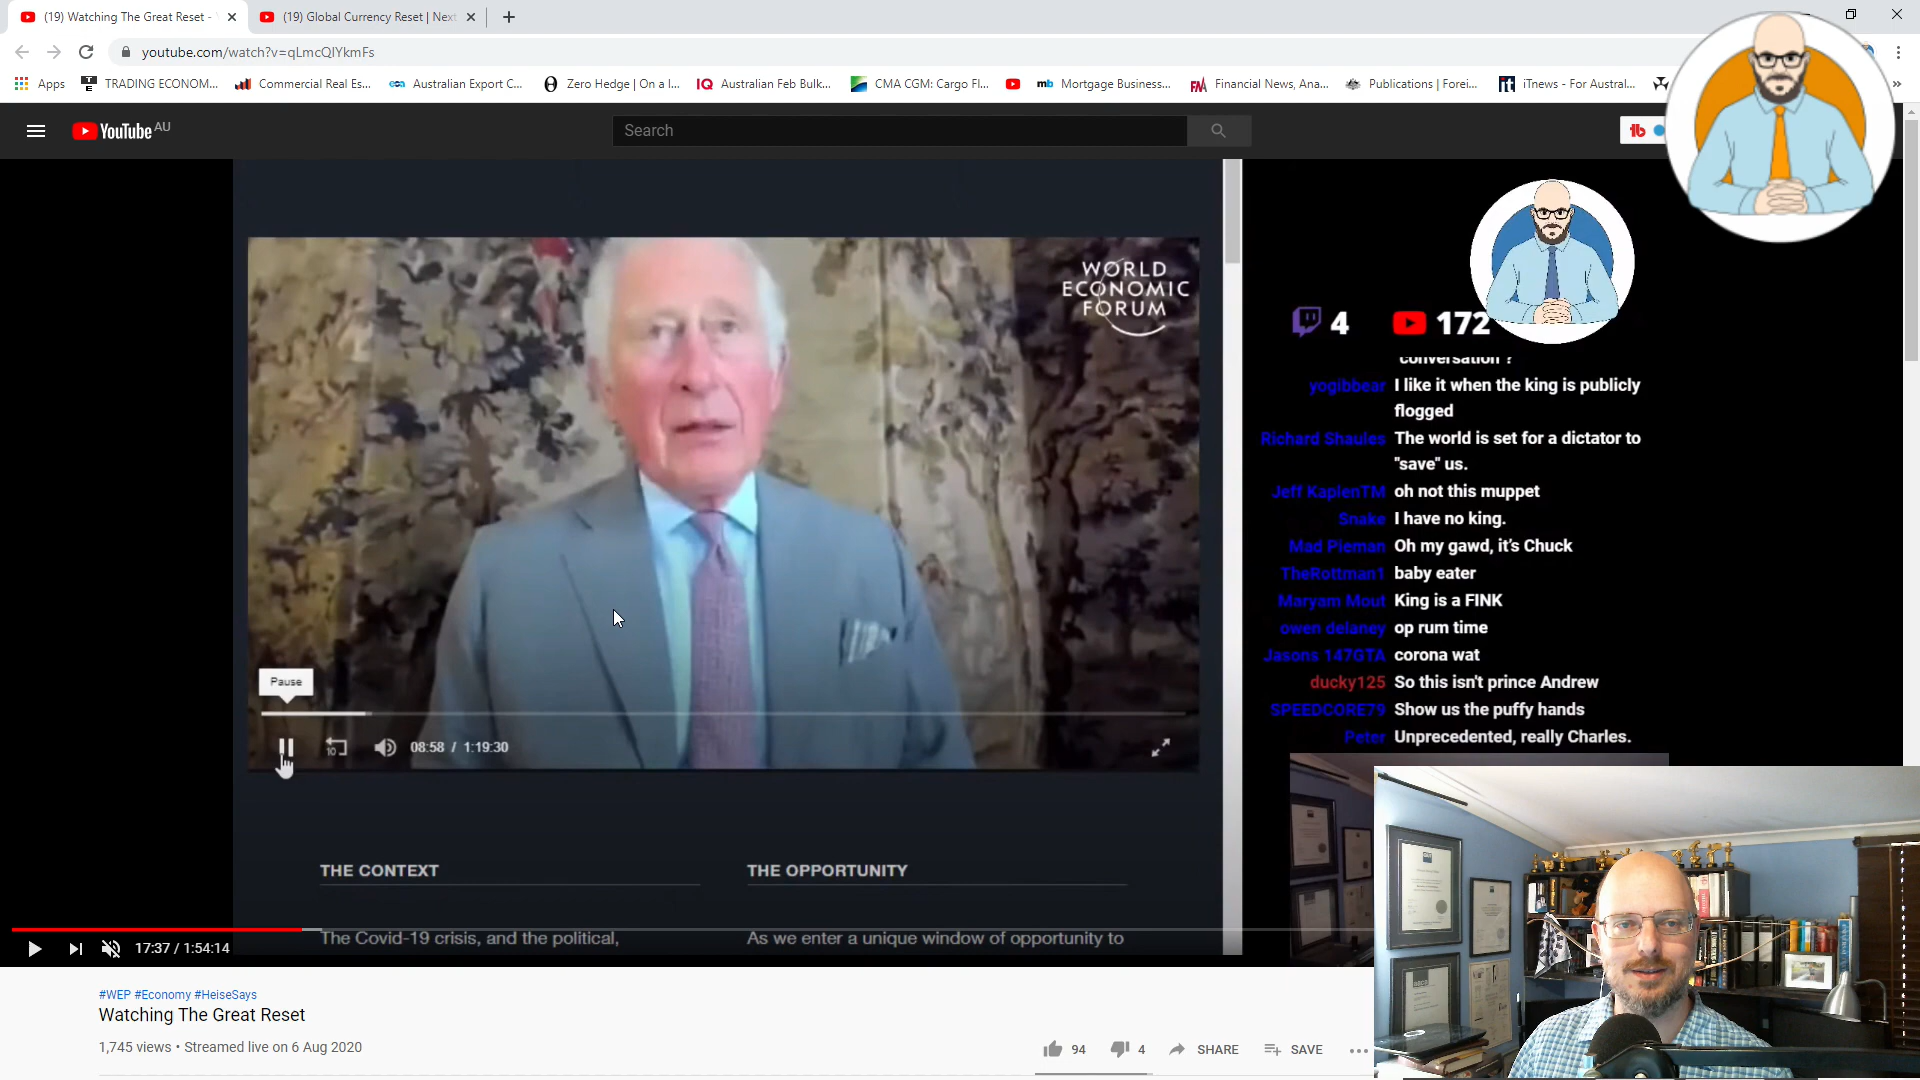 (19) Watching The Great Reset -
(19) Global Currency Reset | Next
youtube.com/watch?v=qLmcQIYkmFs
Apps
TRADING ECONOM...
Commercial Real Es...
Australian Export C...
Zero Hedge | On a l...
Australian Feb Bulk...
CMA CGM: Cargo Fl...
Mortgage Business...
Financial News, Ana...
Publications | Forei...
iTnews - For Austral...
YouTube AU
Search
WORLD
ECONOMIC
FORUM
4
172
conversation ?
yogibbear I like it when the king is publicly
flogged
Richard Shaules The world is set for a dictator to
"save" us.
Jeff KaplenTM oh not this muppet
Snake I have no king.
Mad Pieman Oh my gawd, it's Chuck
TheRottman1 baby eater
Maryam Mout King is a FINK
owen delaney op rum time
Jasons 147GTA corona wat
ducky125 So this isn't prince Andrew
SPEEDCORE79 Show us the puffy hands
Peter Unprecedented, really Charles.
Pause
10
08:58 / 1:19:30
THE CONTEXT
THE OPPORTUNITY
The Covid-19 crisis, and the political,
As we enter a unique window of opportunity to
17:37 / 1:54:14
#WEP #Economy #HeiseSays
Watching The Great Reset
1,745 views • Streamed live on 6 Aug 2020
94
4
SHARE
SAVE